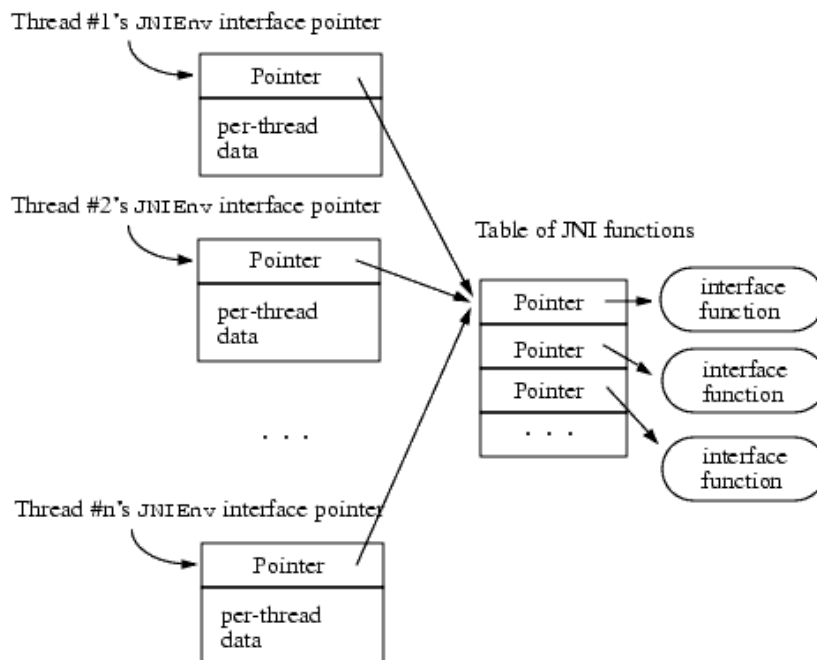 Thread #1's JNIEnv interface pointer
Pointer
per-thread
data
Thread #2's JNIEnv interface pointer
Pointer
per-thread
data
. . .
Thread #n's JNIEnv interface pointer
Pointer
per-thread
data
Table of JNI functions
Pointer
Pointer
Pointer
. . .
interface
function
interface
function
interface
function